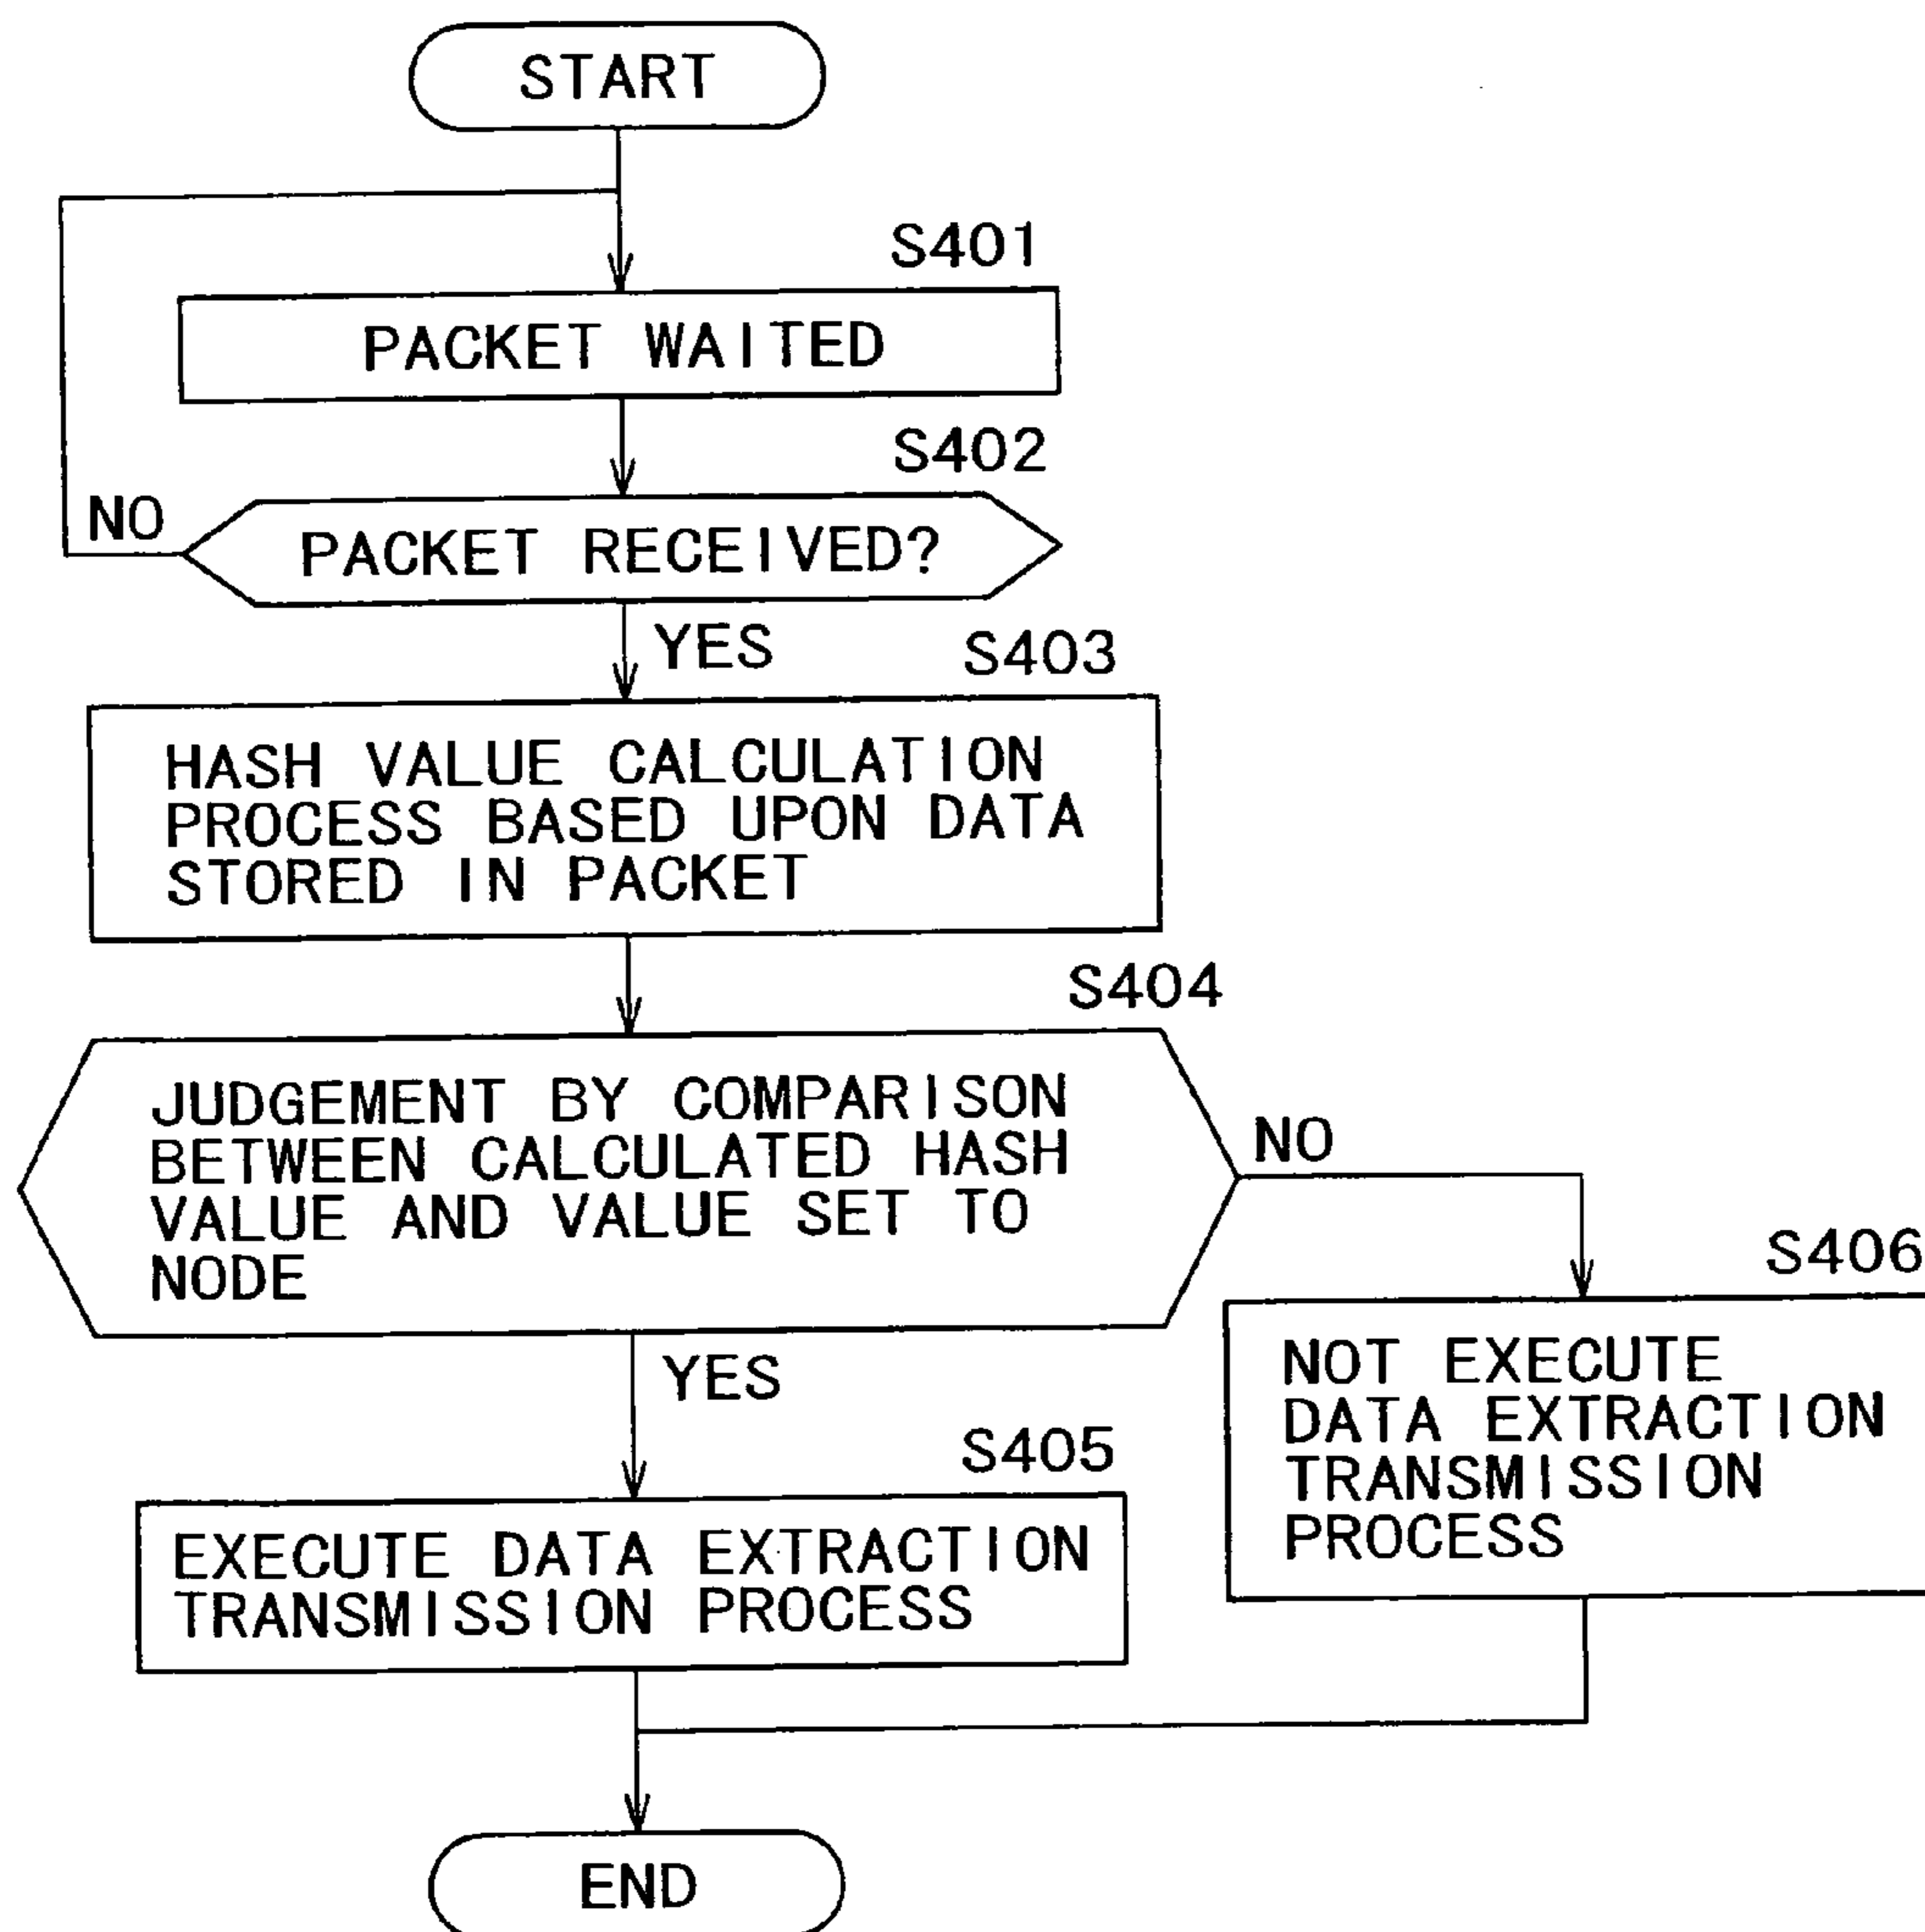 START
S401
PACKET WAITED
S402
NO
PACKET RECEIVED?
YES
S403
HASH VALUE CALCULATION
PROCESS BASED UPON DATA
STORED IN PACKET
S404
JUDGEMENT BY COMPARISON
BETWEEN CALCULATED HASH
VALUE AND VALUE SET TO
NODE
NO
S406
NOT EXECUTE
DATA EXTRACTION
TRANSMISSION
PROCESS
YES
S405
EXECUTE DATA EXTRACTION
TRANSMISSION PROCESS
END